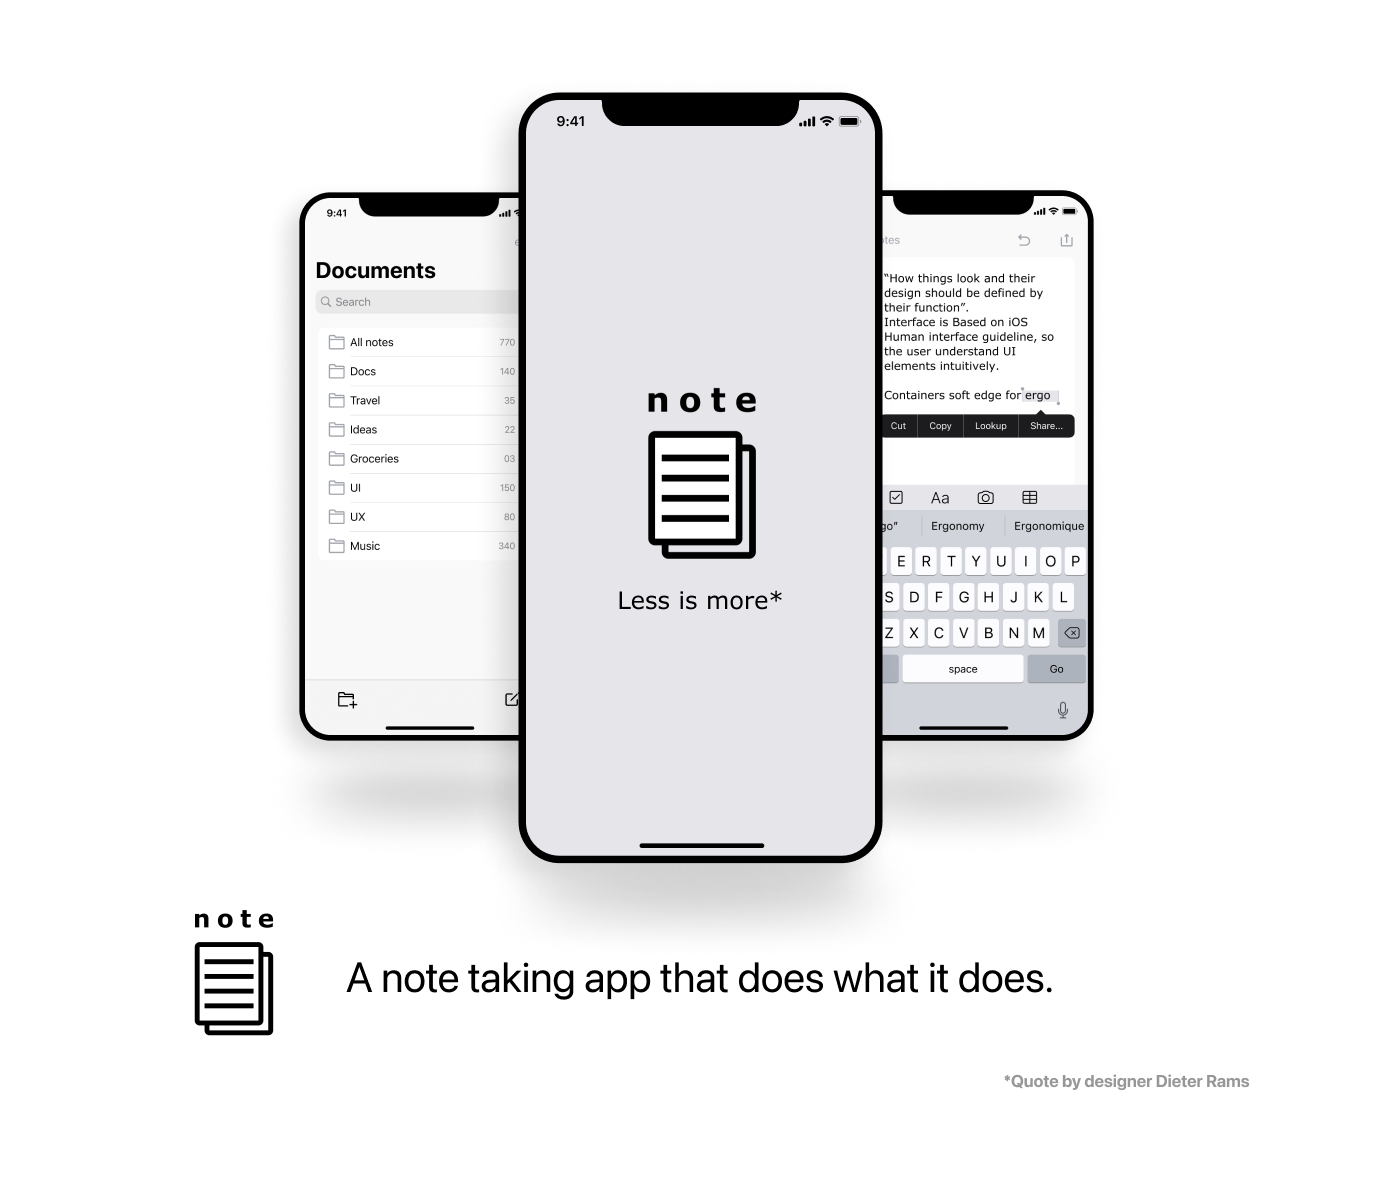 9:41
note
Less is more*
9:41
Documents
Search
All notes 770
Docs 140
Travel 35
Ideas 22
Groceries 03
UI 150
UX 80
Music 340
“How things look and their
design should be defined by
their function”.
Interface is Based on iOS
Human interface guideline, so
the user understand UI
elements intuitively.
Containers soft edge for ergo
Cut Copy Lookup Share...
Aa
Ergonomy Ergonomique
E R T Y U I O P
S D F G H J K L
Z X C V B N M
space Go
note
A note taking app that does what it does.
*Quote by designer Dieter Rams